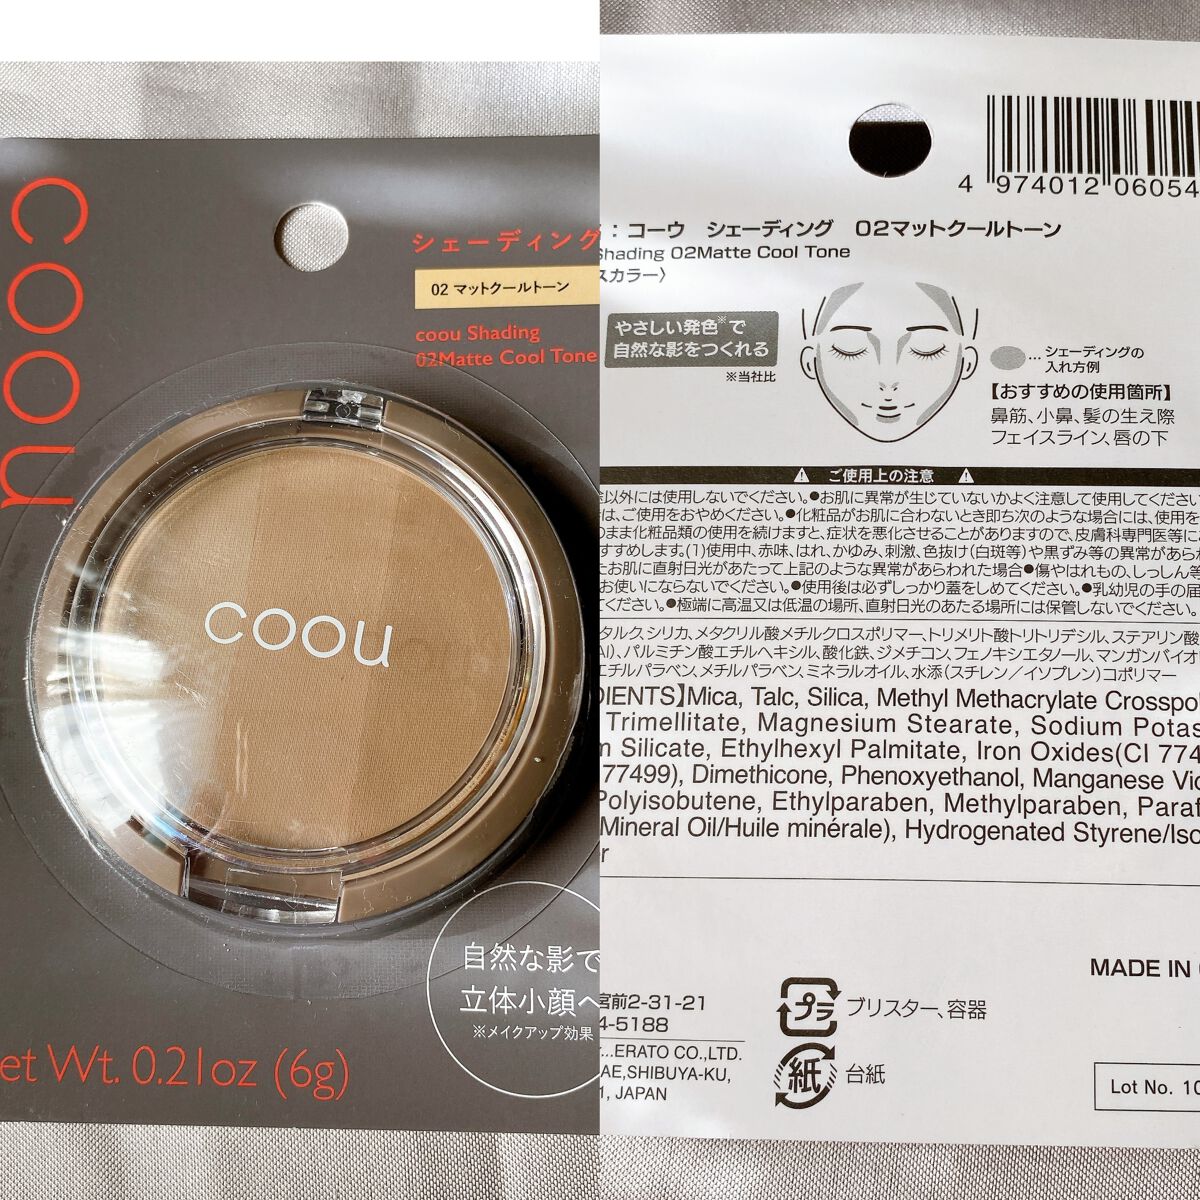 coou
シェーディング
02 マットクールトーン
coou Shading
02Matte Cool Tone
coou
自然な影で
立体小顔へ
※メイクアップ効果
et Wt. 0.21oz (6g)
4 974012 06054
：コーウ シェーディング 02マットクールトーン
Shading 02Matte Cool Tone
スカラー〉
やさしい発色※で
自然な影をつくれる
※当社比
…シェーディングの
入れ方例
【おすすめの使用箇所】
鼻筋、小鼻、髪の生え際
フェイスライン、唇の下
ご使用上の注意
以外には使用しないでください。●お肌に異常が生じていないかよく注意して使用してくださ
は、ご使用をおやめください。●化粧品がお肌に合わないとき即ち次のような場合には、使用を
のまま化粧品類の使用を続けますと、症状を悪化させることがありますので、皮膚科専門医等に
すすめします。(1)使用中、赤味、はれ、かゆみ、刺激、色抜け(白斑等)や黒ずみ等の異常があら
たお肌に直射日光があたって上記のような異常があらわれた場合●傷やはれもの、しっしん等
お使いにならないでください。●使用後は必ずしっかり蓋をしめてください。●乳幼児の手の届
てください。●極端に高温又は低温の場所、直射日光のあたる場所には保管しないでください。
タルク、シリカ、メタクリル酸メチルクロスポリマー、トリメリト酸トリトリデシル、ステアリン酸
Al)、パルミチン酸エチルヘキシル、酸化鉄、ジメチコン、フェノキシエタノール、マンガンバイオ
エチルパラベン、メチルパラベン、ミネラルオイル、水添(スチレン／イソプレン)コポリマー
DIENTS】Mica, Talc, Silica, Methyl Methacrylate Crosspo
Trimellitate, Magnesium Stearate, Sodium Potas
m Silicate, Ethylhexyl Palmitate, Iron Oxides(CI 774
77499), Dimethicone, Phenoxyethanol, Manganese Vio
Polyisobutene, Ethylparaben, Methylparaben, Paraf
Mineral Oil/Huile minérale), Hydrogenated Styrene/Iso
r
MADE IN
宮前2-31-21
4-5188
r...ERATO CO.,LTD.
AE,SHIBUYA-KU,
1, JAPAN
プラ
ブリスター、容器
紙
台紙
Lot No. 10